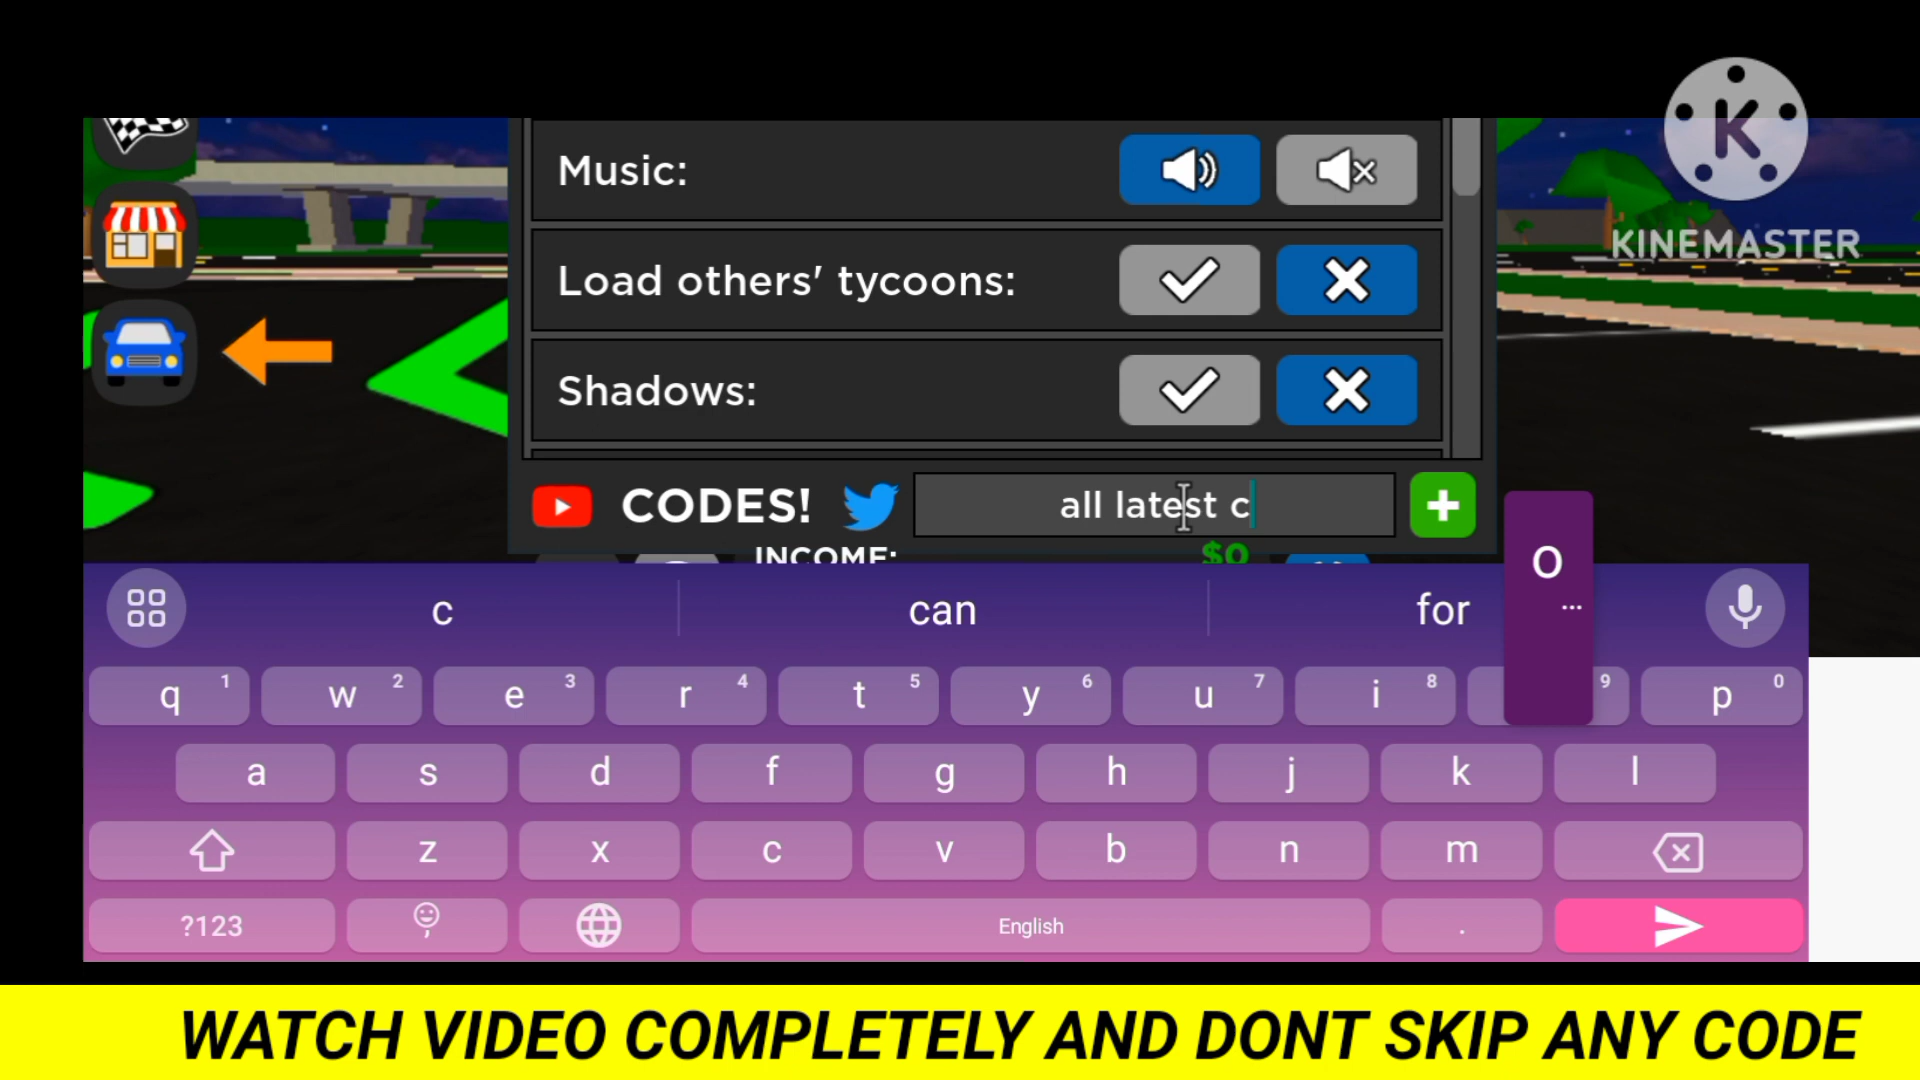 K
KINEMASTER
Music:
Load others' tycoons:
Shadows:
CODES!
all latest c
INCOME:
$0
c
can
for
o
...
q 1 w 2 e 3 r 4 t 5 y 6 u 7 i 8 9 p 0
a s d f g h j k l
z x c v b n m
?123 , English .
WATCH VIDEO COMPLETELY AND DONT SKIP ANY CODE